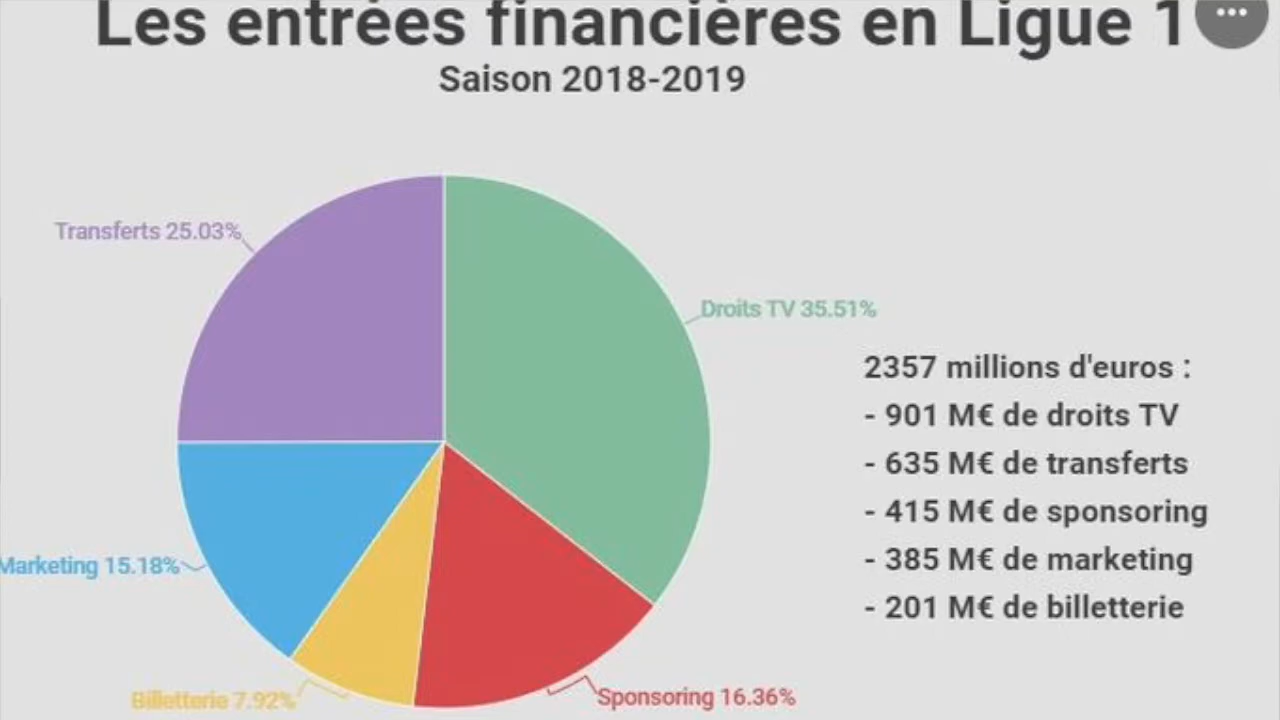 Les entrées financières en Ligue 1
Saison 2018-2019
Transferts 25.03%
Droits TV 35.51%
2357 millions d'euros :
- 901 M€ de droits TV
- 635 M€ de transferts
- 415 M€ de sponsoring
- 385 M€ de marketing
- 201 M€ de billetterie
Marketing 15.18%
Billetterie 7.92%
Sponsoring 16.36%